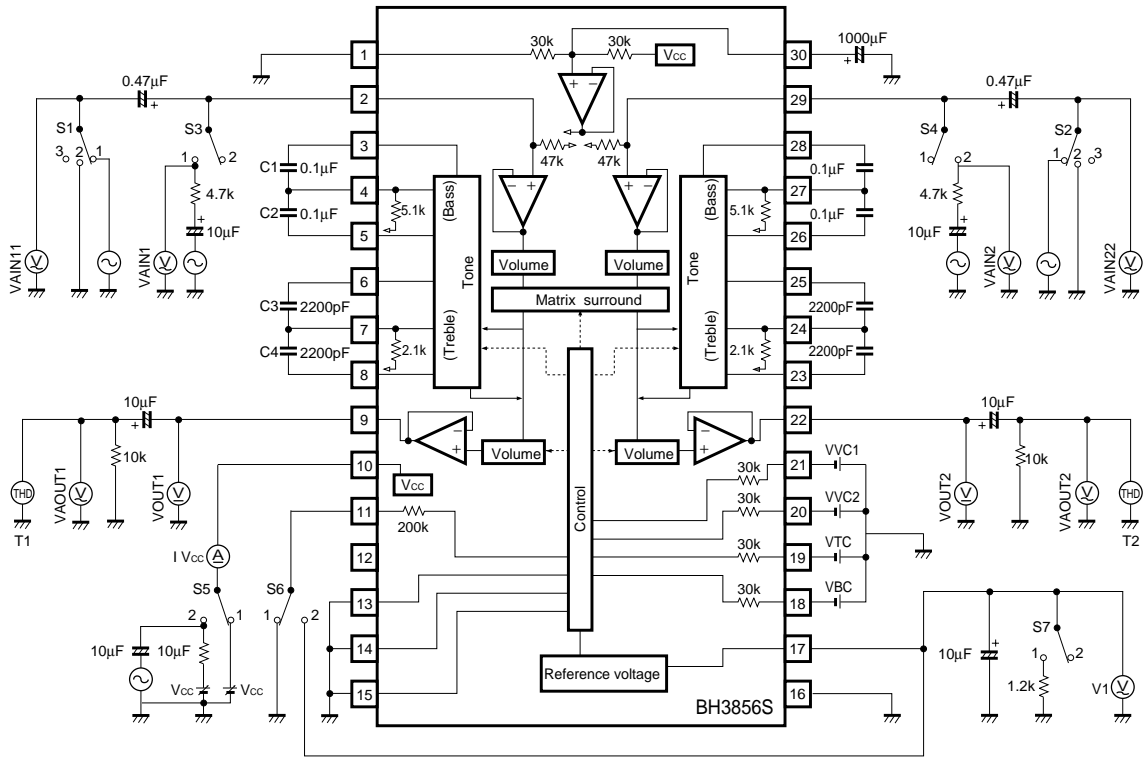 1
30k
30k
Vcc
30
1000μF
+
0.47μF
+
2
29
0.47μF
+
S1
3
2
1
S3
1
2
4.7k
+
10μF
VAIN11
VAIN1
3
C1
0.1μF
4
5.1k
C2
0.1μF
5
(Bass)
Tone
(Treble)
6
C3
2200pF
7
2.1k
C4
2200pF
8
+
−
47k
47k
−
+
+
−
Volume
Volume
Matrix surround
(Bass)
Tone
(Treble)
28
0.1μF
27
5.1k
0.1μF
26
25
2200pF
24
2.1k
2200pF
23
S4
1
2
4.7k
+
10μF
VAIN2
S2
1
2
3
VAIN22
10μF
+
9
−
+
Volume
Volume
−
+
22
10μF
+
THD
T1
VAOUT1
10k
VOUT1
VOUT2
10k
VAOUT2
THD
T2
10
Vcc
11
200k
12
13
14
15
Control
30k
21
VVC1
30k
20
VVC2
30k
19
VTC
30k
18
VBC
17
16
I Vcc
A
S5
2
1
S6
1
2
10μF
10μF
Vcc
Vcc
Reference voltage
BH3856S
10μF
+
S7
1
2
1.2k
V1